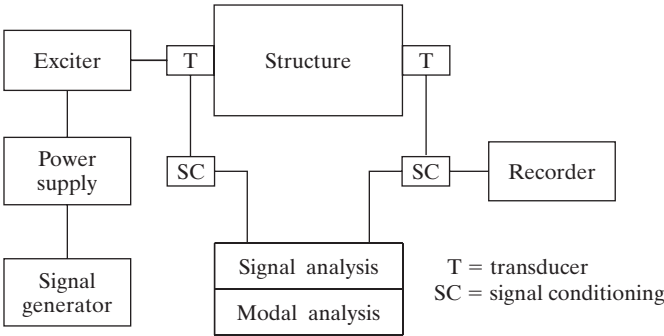 Exciter
T
Structure
T
Power
supply
SC
SC
Recorder
Signal
generator
Signal analysis
Modal analysis
T = transducer
SC = signal conditioning